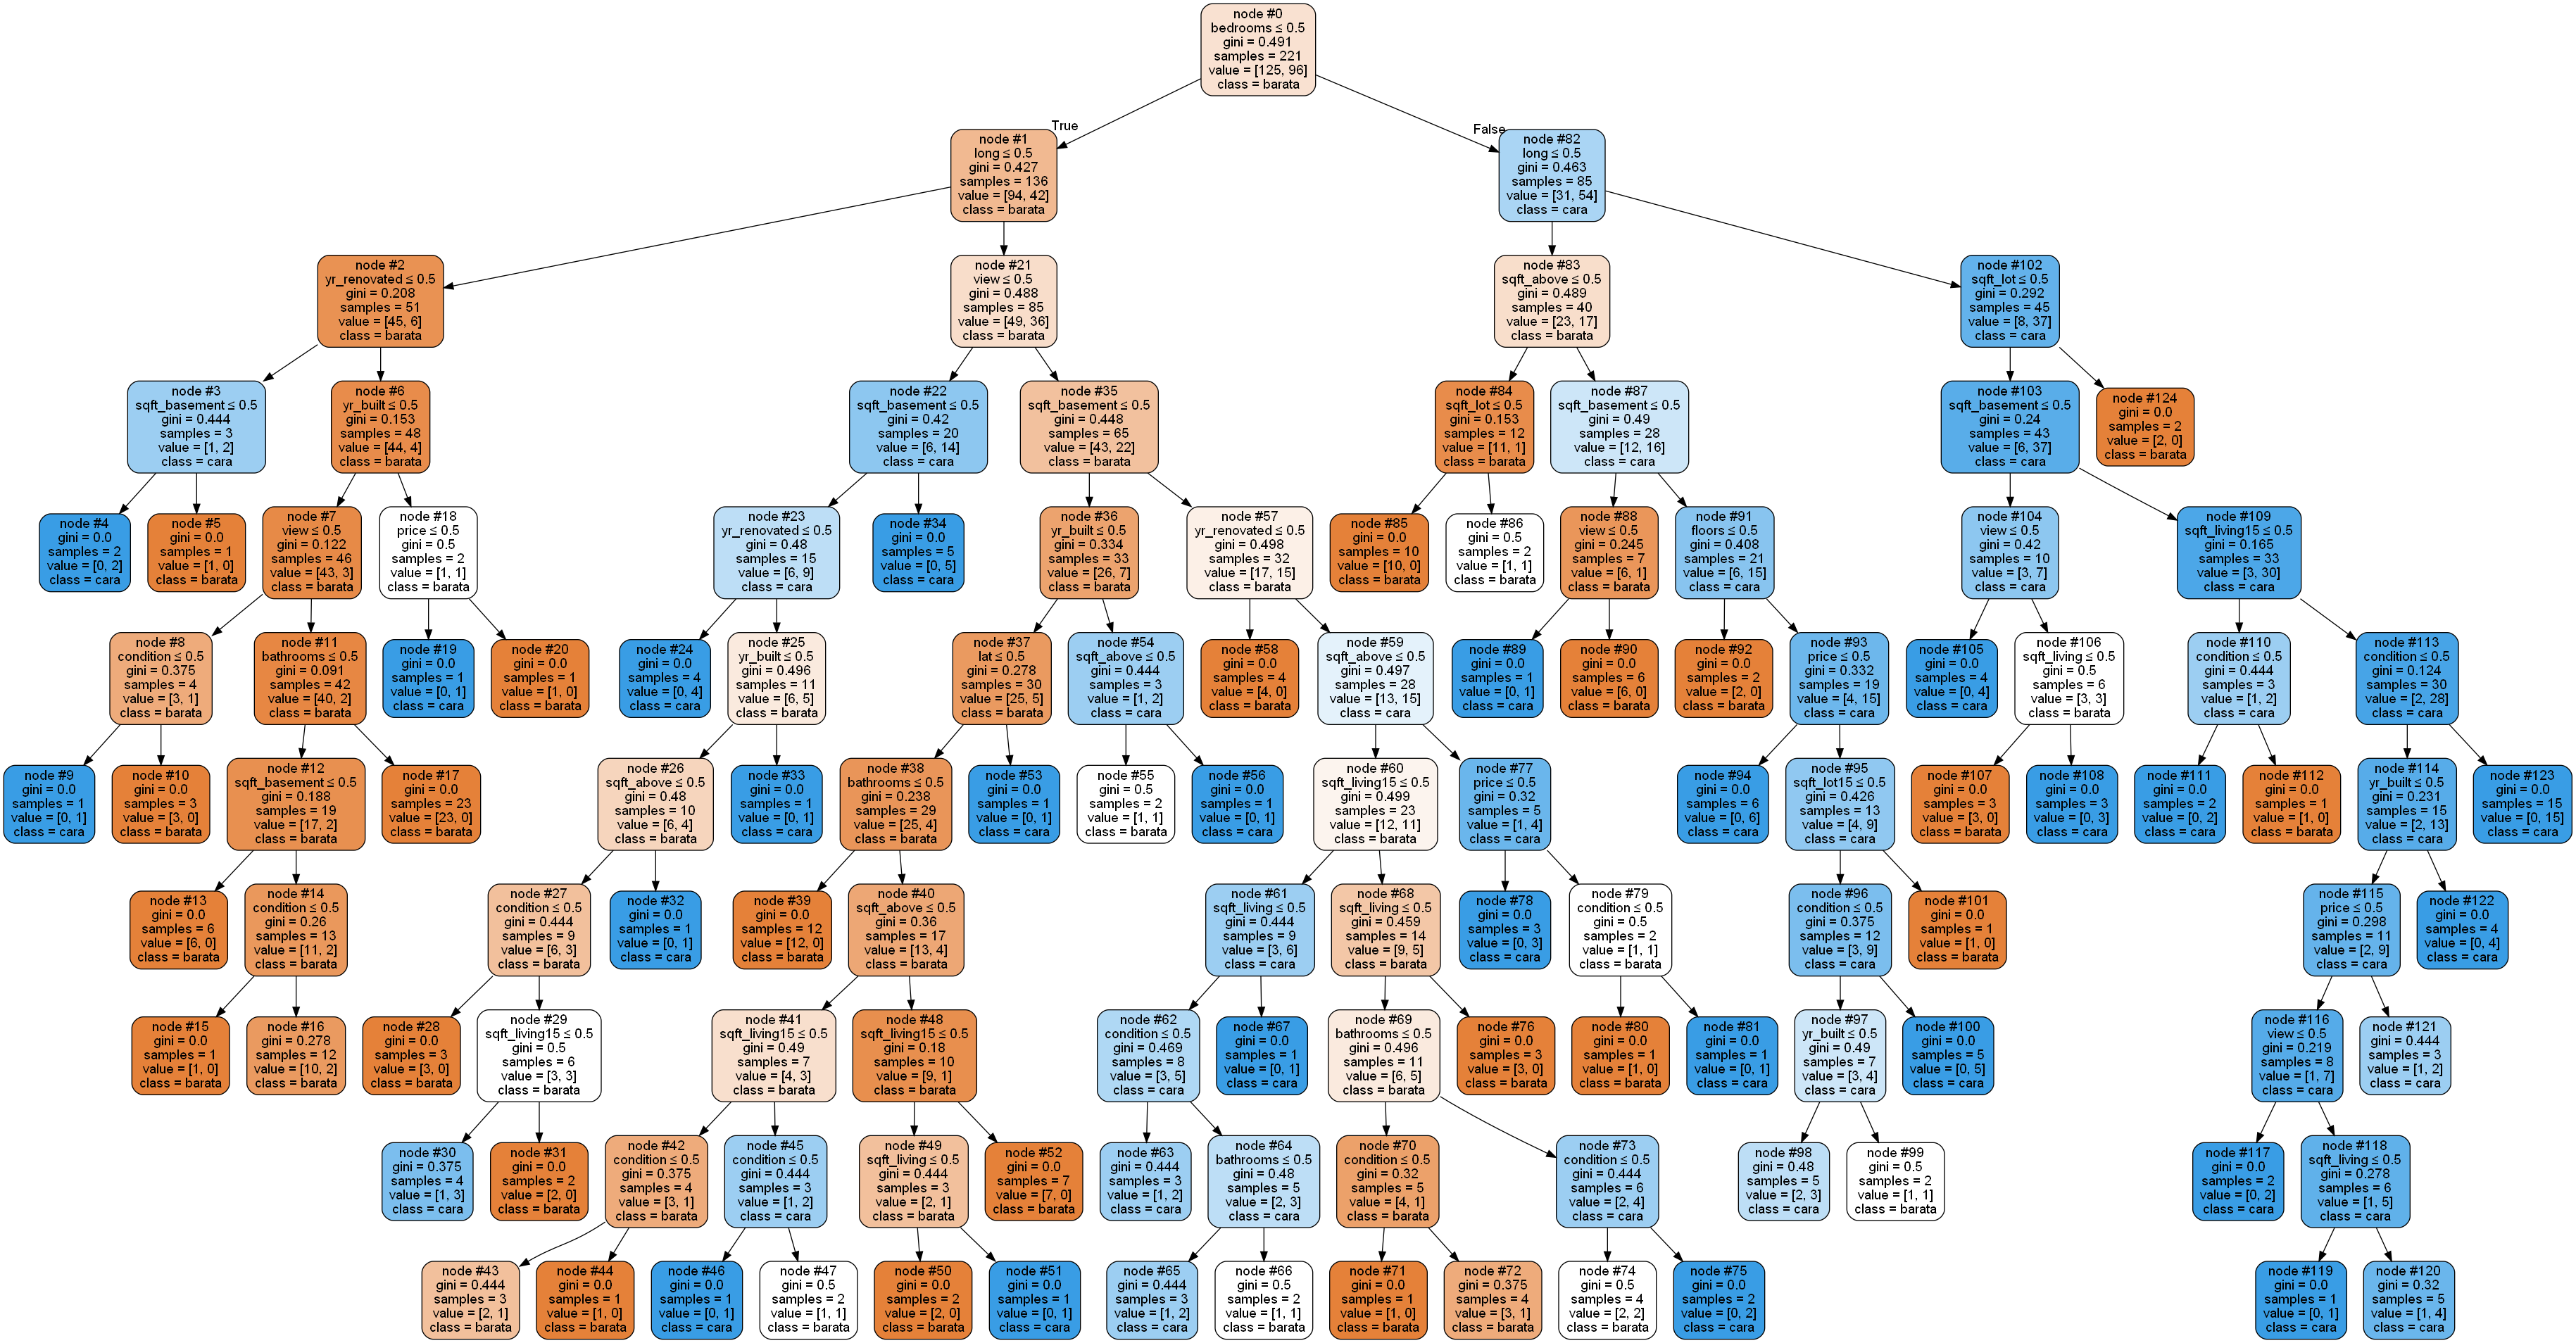 node #0
bedrooms ≤ 0.5
gini = 0.491
samples = 221
value = [125, 96]
class = barata
True
False
node #1
long ≤ 0.5
gini = 0.427
samples = 136
value = [94, 42]
class = barata
node #82
long ≤ 0.5
gini = 0.463
samples = 85
value = [31, 54]
class = cara
node #2
yr_renovated ≤ 0.5
gini = 0.208
samples = 51
value = [45, 6]
class = barata
node #21
view ≤ 0.5
gini = 0.488
samples = 85
value = [49, 36]
class = barata
node #83
sqft_above ≤ 0.5
gini = 0.489
samples = 40
value = [23, 17]
class = barata
node #102
sqft_lot ≤ 0.5
gini = 0.292
samples = 45
value = [8, 37]
class = cara
node #3
sqft_basement ≤ 0.5
gini = 0.444
samples = 3
value = [1, 2]
class = cara
node #6
yr_built ≤ 0.5
gini = 0.153
samples = 48
value = [44, 4]
class = barata
node #22
sqft_basement ≤ 0.5
gini = 0.42
samples = 20
value = [6, 14]
class = cara
node #35
sqft_basement ≤ 0.5
gini = 0.448
samples = 65
value = [43, 22]
class = barata
node #84
sqft_lot ≤ 0.5
gini = 0.153
samples = 12
value = [11, 1]
class = barata
node #87
sqft_basement ≤ 0.5
gini = 0.49
samples = 28
value = [12, 16]
class = cara
node #103
sqft_basement ≤ 0.5
gini = 0.24
samples = 43
value = [6, 37]
class = cara
node #124
gini = 0.0
samples = 2
value = [2, 0]
class = barata
node #4
gini = 0.0
samples = 2
value = [0, 2]
class = cara
node #5
gini = 0.0
samples = 1
value = [1, 0]
class = barata
node #7
view ≤ 0.5
gini = 0.122
samples = 46
value = [43, 3]
class = barata
node #18
price ≤ 0.5
gini = 0.5
samples = 2
value = [1, 1]
class = barata
node #23
yr_renovated ≤ 0.5
gini = 0.48
samples = 15
value = [6, 9]
class = cara
node #34
gini = 0.0
samples = 5
value = [0, 5]
class = cara
node #36
yr_built ≤ 0.5
gini = 0.334
samples = 33
value = [26, 7]
class = barata
node #57
yr_renovated ≤ 0.5
gini = 0.498
samples = 32
value = [17, 15]
class = barata
node #85
gini = 0.0
samples = 10
value = [10, 0]
class = barata
node #86
gini = 0.5
samples = 2
value = [1, 1]
class = barata
node #88
view ≤ 0.5
gini = 0.245
samples = 7
value = [6, 1]
class = barata
node #91
floors ≤ 0.5
gini = 0.408
samples = 21
value = [6, 15]
class = cara
node #104
view ≤ 0.5
gini = 0.42
samples = 10
value = [3, 7]
class = cara
node #109
sqft_living15 ≤ 0.5
gini = 0.165
samples = 33
value = [3, 30]
class = cara
node #8
condition ≤ 0.5
gini = 0.375
samples = 4
value = [3, 1]
class = barata
node #11
bathrooms ≤ 0.5
gini = 0.091
samples = 42
value = [40, 2]
class = barata
node #19
gini = 0.0
samples = 1
value = [0, 1]
class = cara
node #20
gini = 0.0
samples = 1
value = [1, 0]
class = barata
node #24
gini = 0.0
samples = 4
value = [0, 4]
class = cara
node #25
yr_built ≤ 0.5
gini = 0.496
samples = 11
value = [6, 5]
class = barata
node #37
lat ≤ 0.5
gini = 0.278
samples = 30
value = [25, 5]
class = barata
node #54
sqft_above ≤ 0.5
gini = 0.444
samples = 3
value = [1, 2]
class = cara
node #58
gini = 0.0
samples = 4
value = [4, 0]
class = barata
node #59
sqft_above ≤ 0.5
gini = 0.497
samples = 28
value = [13, 15]
class = cara
node #89
gini = 0.0
samples = 1
value = [0, 1]
class = cara
node #90
gini = 0.0
samples = 6
value = [6, 0]
class = barata
node #92
gini = 0.0
samples = 2
value = [2, 0]
class = barata
node #93
price ≤ 0.5
gini = 0.332
samples = 19
value = [4, 15]
class = cara
node #105
gini = 0.0
samples = 4
value = [0, 4]
class = cara
node #106
sqft_living ≤ 0.5
gini = 0.5
samples = 6
value = [3, 3]
class = barata
node #110
condition ≤ 0.5
gini = 0.444
samples = 3
value = [1, 2]
class = cara
node #113
condition ≤ 0.5
gini = 0.124
samples = 30
value = [2, 28]
class = cara
node #9
gini = 0.0
samples = 1
value = [0, 1]
class = cara
node #10
gini = 0.0
samples = 3
value = [3, 0]
class = barata
node #12
sqft_basement ≤ 0.5
gini = 0.188
samples = 19
value = [17, 2]
class = barata
node #17
gini = 0.0
samples = 23
value = [23, 0]
class = barata
node #26
sqft_above ≤ 0.5
gini = 0.48
samples = 10
value = [6, 4]
class = barata
node #33
gini = 0.0
samples = 1
value = [0, 1]
class = cara
node #38
bathrooms ≤ 0.5
gini = 0.238
samples = 29
value = [25, 4]
class = barata
node #53
gini = 0.0
samples = 1
value = [0, 1]
class = cara
node #55
gini = 0.5
samples = 2
value = [1, 1]
class = barata
node #56
gini = 0.0
samples = 1
value = [0, 1]
class = cara
node #60
sqft_living15 ≤ 0.5
gini = 0.499
samples = 23
value = [12, 11]
class = barata
node #77
price ≤ 0.5
gini = 0.32
samples = 5
value = [1, 4]
class = cara
node #94
gini = 0.0
samples = 6
value = [0, 6]
class = cara
node #95
sqft_lot15 ≤ 0.5
gini = 0.426
samples = 13
value = [4, 9]
class = cara
node #107
gini = 0.0
samples = 3
value = [3, 0]
class = barata
node #108
gini = 0.0
samples = 3
value = [0, 3]
class = cara
node #111
gini = 0.0
samples = 2
value = [0, 2]
class = cara
node #112
gini = 0.0
samples = 1
value = [1, 0]
class = barata
node #114
yr_built ≤ 0.5
gini = 0.231
samples = 15
value = [2, 13]
class = cara
node #123
gini = 0.0
samples = 15
value = [0, 15]
class = cara
node #13
gini = 0.0
samples = 6
value = [6, 0]
class = barata
node #14
condition ≤ 0.5
gini = 0.26
samples = 13
value = [11, 2]
class = barata
node #27
condition ≤ 0.5
gini = 0.444
samples = 9
value = [6, 3]
class = barata
node #32
gini = 0.0
samples = 1
value = [0, 1]
class = cara
node #39
gini = 0.0
samples = 12
value = [12, 0]
class = barata
node #40
sqft_above ≤ 0.5
gini = 0.36
samples = 17
value = [13, 4]
class = barata
node #61
sqft_living ≤ 0.5
gini = 0.444
samples = 9
value = [3, 6]
class = cara
node #68
sqft_living ≤ 0.5
gini = 0.459
samples = 14
value = [9, 5]
class = barata
node #78
gini = 0.0
samples = 3
value = [0, 3]
class = cara
node #79
condition ≤ 0.5
gini = 0.5
samples = 2
value = [1, 1]
class = barata
node #96
condition ≤ 0.5
gini = 0.375
samples = 12
value = [3, 9]
class = cara
node #101
gini = 0.0
samples = 1
value = [1, 0]
class = barata
node #115
price ≤ 0.5
gini = 0.298
samples = 11
value = [2, 9]
class = cara
node #122
gini = 0.0
samples = 4
value = [0, 4]
class = cara
node #15
gini = 0.0
samples = 1
value = [1, 0]
class = barata
node #16
gini = 0.278
samples = 12
value = [10, 2]
class = barata
node #28
gini = 0.0
samples = 3
value = [3, 0]
class = barata
node #29
sqft_living15 ≤ 0.5
gini = 0.5
samples = 6
value = [3, 3]
class = barata
node #41
sqft_living15 ≤ 0.5
gini = 0.49
samples = 7
value = [4, 3]
class = barata
node #48
sqft_living15 ≤ 0.5
gini = 0.18
samples = 10
value = [9, 1]
class = barata
node #62
condition ≤ 0.5
gini = 0.469
samples = 8
value = [3, 5]
class = cara
node #67
gini = 0.0
samples = 1
value = [0, 1]
class = cara
node #69
bathrooms ≤ 0.5
gini = 0.496
samples = 11
value = [6, 5]
class = barata
node #76
gini = 0.0
samples = 3
value = [3, 0]
class = barata
node #80
gini = 0.0
samples = 1
value = [1, 0]
class = barata
node #81
gini = 0.0
samples = 1
value = [0, 1]
class = cara
node #97
yr_built ≤ 0.5
gini = 0.49
samples = 7
value = [3, 4]
class = cara
node #100
gini = 0.0
samples = 5
value = [0, 5]
class = cara
node #116
view ≤ 0.5
gini = 0.219
samples = 8
value = [1, 7]
class = cara
node #121
gini = 0.444
samples = 3
value = [1, 2]
class = cara
node #30
gini = 0.375
samples = 4
value = [1, 3]
class = cara
node #31
gini = 0.0
samples = 2
value = [2, 0]
class = barata
node #42
condition ≤ 0.5
gini = 0.375
samples = 4
value = [3, 1]
class = barata
node #45
condition ≤ 0.5
gini = 0.444
samples = 3
value = [1, 2]
class = cara
node #49
sqft_living ≤ 0.5
gini = 0.444
samples = 3
value = [2, 1]
class = barata
node #52
gini = 0.0
samples = 7
value = [7, 0]
class = barata
node #63
gini = 0.444
samples = 3
value = [1, 2]
class = cara
node #64
bathrooms ≤ 0.5
gini = 0.48
samples = 5
value = [2, 3]
class = cara
node #70
condition ≤ 0.5
gini = 0.32
samples = 5
value = [4, 1]
class = barata
node #73
condition ≤ 0.5
gini = 0.444
samples = 6
value = [2, 4]
class = cara
node #98
gini = 0.48
samples = 5
value = [2, 3]
class = cara
node #99
gini = 0.5
samples = 2
value = [1, 1]
class = barata
node #117
gini = 0.0
samples = 2
value = [0, 2]
class = cara
node #118
sqft_living ≤ 0.5
gini = 0.278
samples = 6
value = [1, 5]
class = cara
node #43
gini = 0.444
samples = 3
value = [2, 1]
class = barata
node #44
gini = 0.0
samples = 1
value = [1, 0]
class = barata
node #46
gini = 0.0
samples = 1
value = [0, 1]
class = cara
node #47
gini = 0.5
samples = 2
value = [1, 1]
class = barata
node #50
gini = 0.0
samples = 2
value = [2, 0]
class = barata
node #51
gini = 0.0
samples = 1
value = [0, 1]
class = cara
node #65
gini = 0.444
samples = 3
value = [1, 2]
class = cara
node #66
gini = 0.5
samples = 2
value = [1, 1]
class = barata
node #71
gini = 0.0
samples = 1
value = [1, 0]
class = barata
node #72
gini = 0.375
samples = 4
value = [3, 1]
class = barata
node #74
gini = 0.5
samples = 4
value = [2, 2]
class = barata
node #75
gini = 0.0
samples = 2
value = [0, 2]
class = cara
node #119
gini = 0.0
samples = 1
value = [0, 1]
class = cara
node #120
gini = 0.32
samples = 5
value = [1, 4]
class = cara